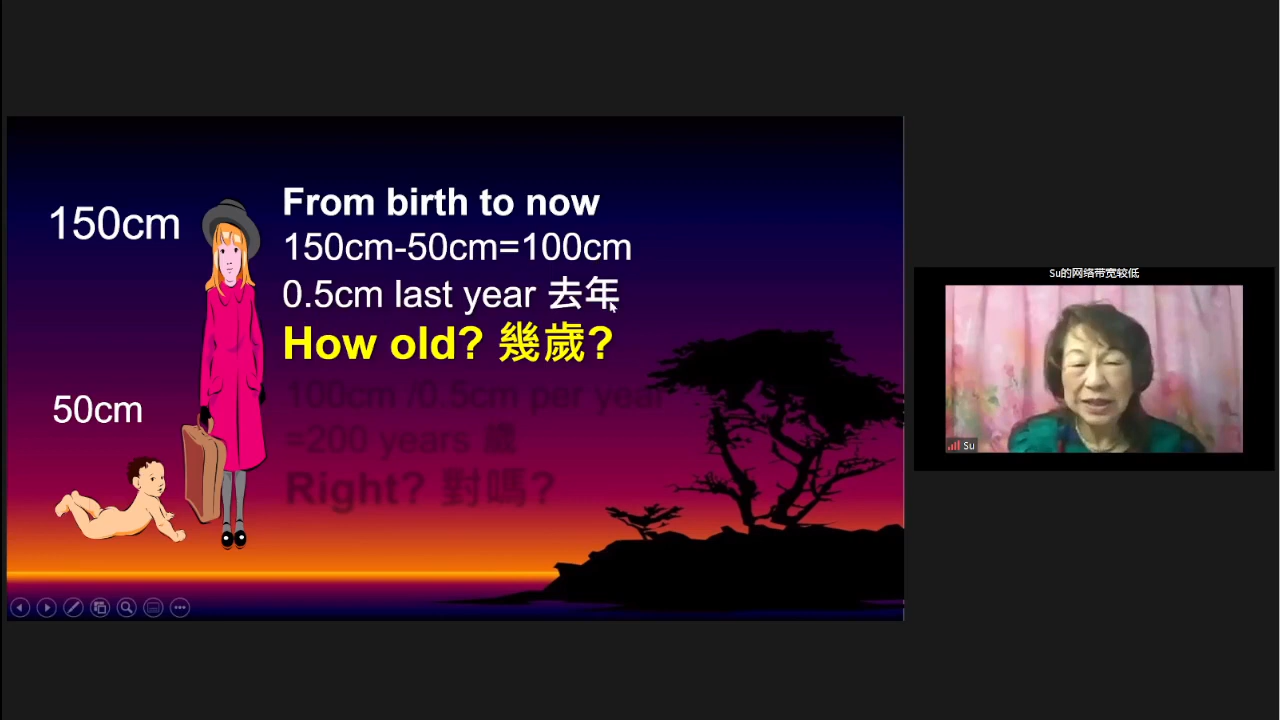 150cm
From birth to now
150cm-50cm=100cm
0.5cm last year 去年
How old? 幾歲?
50cm
100cm /0.5cm per year
=200 years 歲
Right? 對嗎?
Su的网络带宽较低
Su